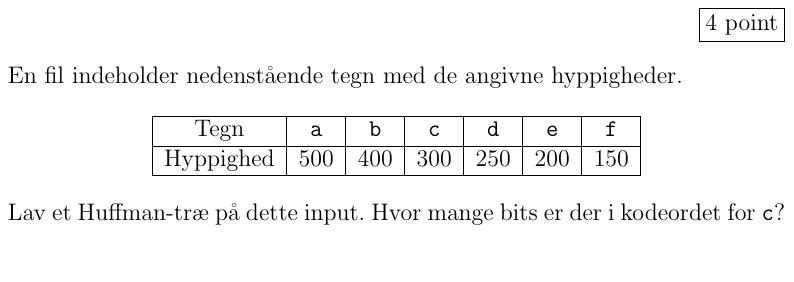 4 point
En fil indeholder nedenstående tegn med de angivne hyppigheder.
Tegn a b c d e f
Hyppighed 500 400 300 250 200 150
Lav et Huffman-træ på dette input. Hvor mange bits er der i kodeordet for c?